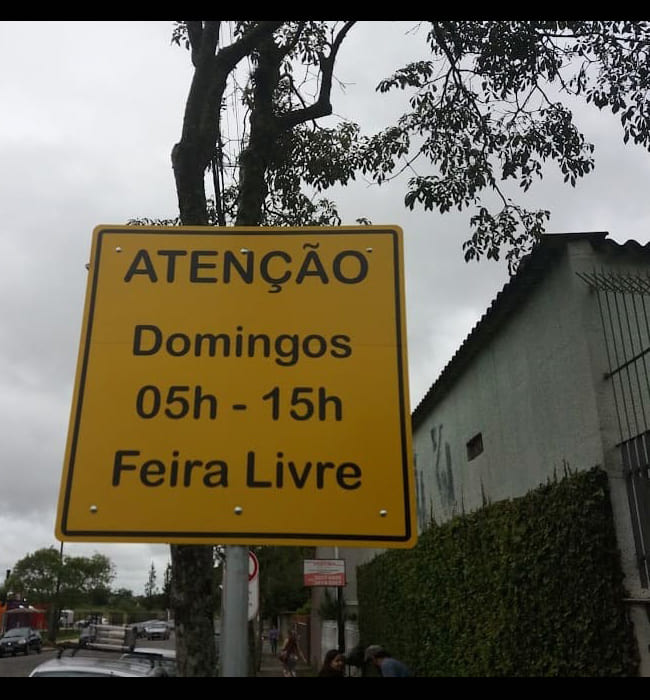 ATENÇÃO
Domingos
05h - 15h
Feira Livre